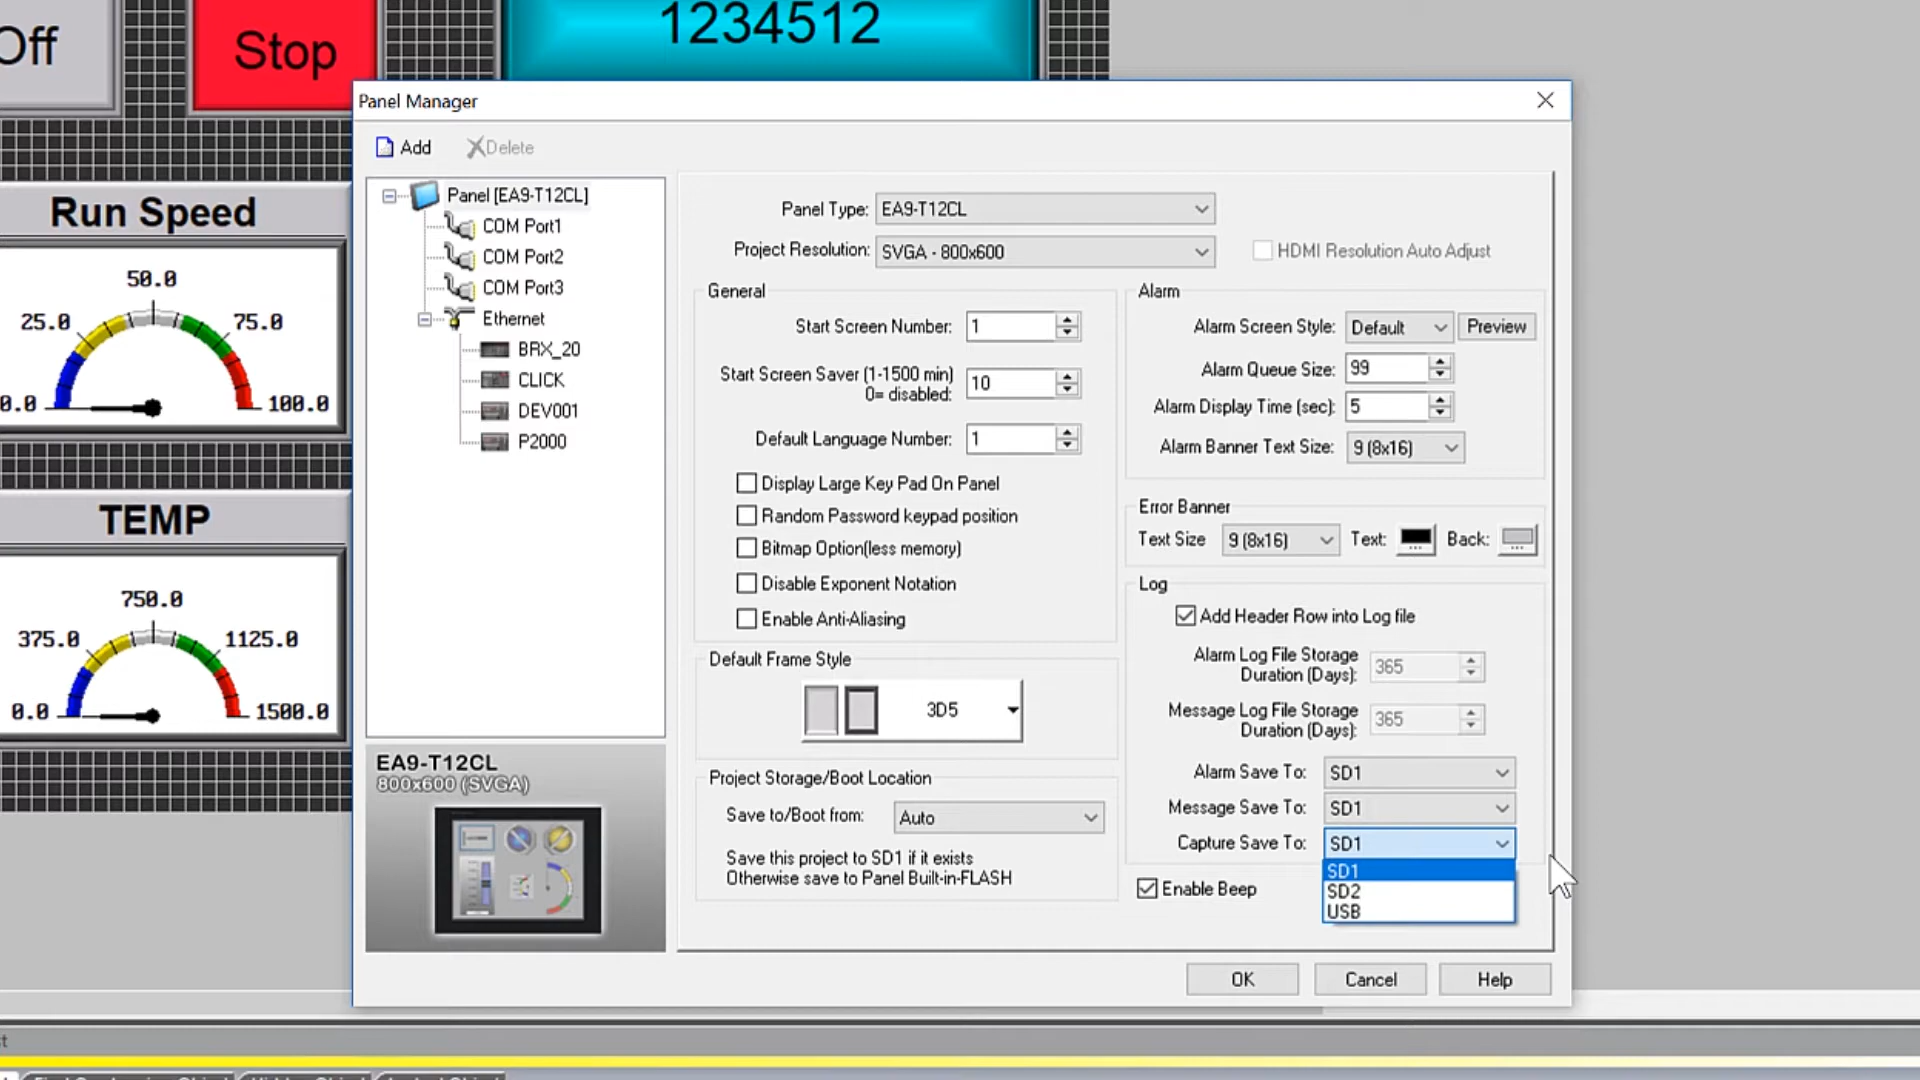 Off
Stop
1234512
Panel Manager
Add
Delete
Panel [EA9-T12CL]
COM Port1
COM Port2
COM Port3
Ethernet
BRX_20
CLICK
DEV001
P2000
EA9-T12CL
800x600 (SVGA)
Run Speed
50.0
25.0
75.0
0.0
100.0
TEMP
750.0
375.0
1125.0
0.0
1500.0
Panel Type: EA9-T12CL
Project Resolution: SVGA - 800x600
HDMI Resolution Auto Adjust
General
Start Screen Number: 1
Start Screen Saver (1-1500 min)
0= disabled: 10
Default Language Number: 1
Display Large Key Pad On Panel
Random Password keypad position
Bitmap Option(less memory)
Disable Exponent Notation
Enable Anti-Aliasing
Default Frame Style
3D5
Project Storage/Boot Location
Save to/Boot from: Auto
Save this project to SD1 if it exists
Otherwise save to Panel Built-in-FLASH
Alarm
Alarm Screen Style: Default Preview
Alarm Queue Size: 99
Alarm Display Time (sec): 5
Alarm Banner Text Size: 9 (8x16)
Error Banner
Text Size 9 (8x16) Text: ... Back: ...
Log
Add Header Row into Log file
Alarm Log File Storage
Duration (Days): 365
Message Log File Storage
Duration (Days): 365
Alarm Save To: SD1
Message Save To: SD1
Capture Save To: SD1
SD1
SD2
USB
Enable Beep
OK
Cancel
Help